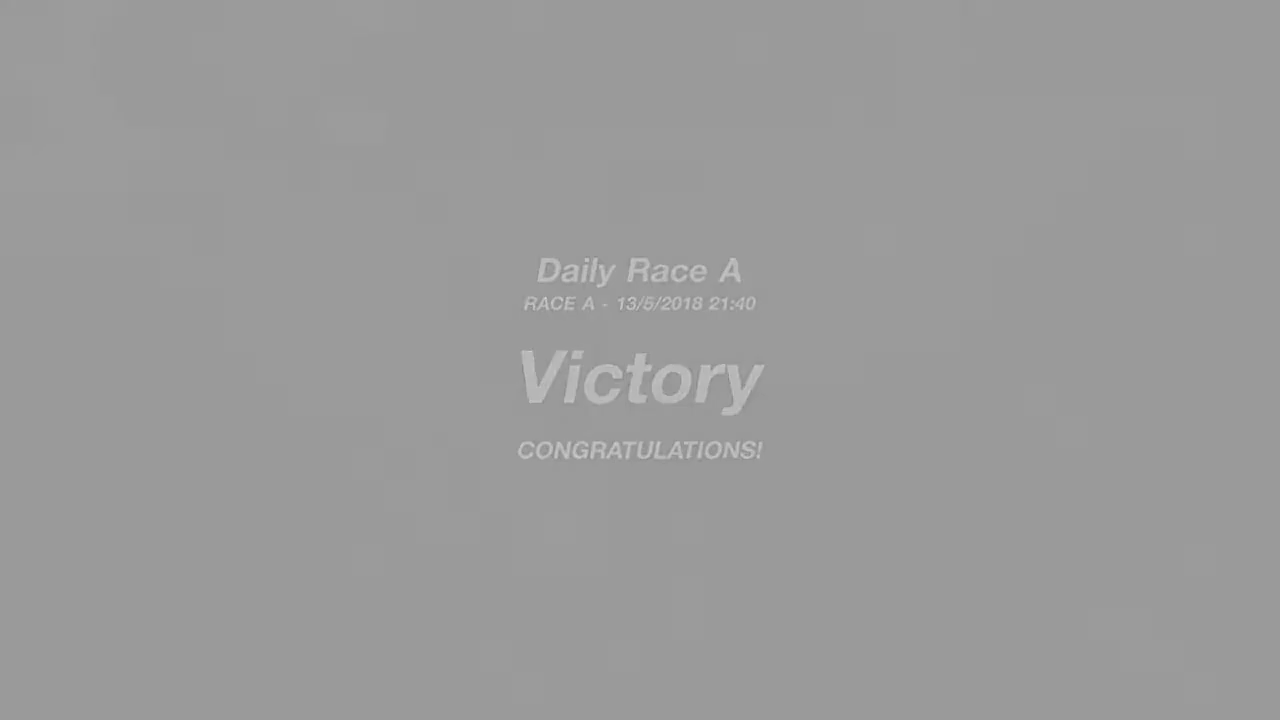 Daily Race A
RACE A - 13/5/2018 21:40
Victory
CONGRATULATIONS!